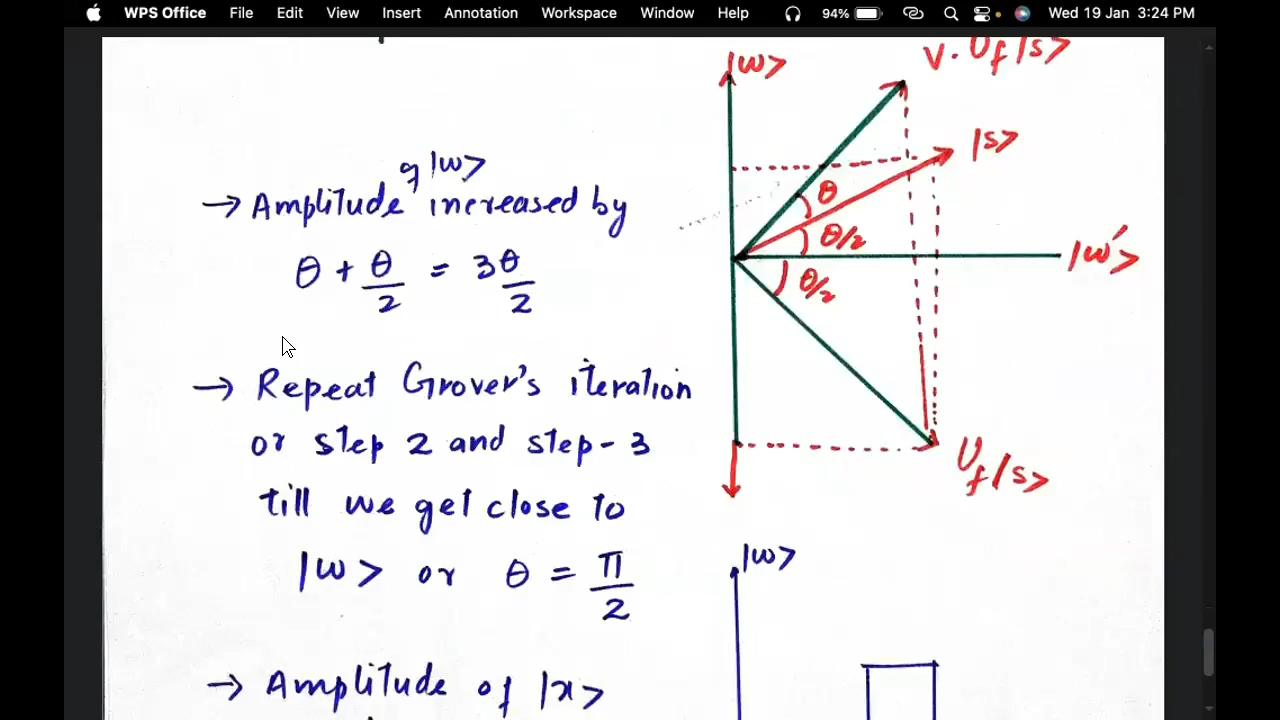 WPS Office File Edit View Insert Annotation Workspace Window Help 94% Wed 19 Jan 3:24 PM
of |w>
→ Amplitude increased by
θ + θ/2 = 3θ/2
→ Repeat Grover's iteration
or step 2 and step-3
till we get close to
|w> or θ = π/2
→ Amplitude of |x>
|w>
V.Uf|s>
|s>
θ
θ/2
|w'>
θ/2
Uf|s>
|w>